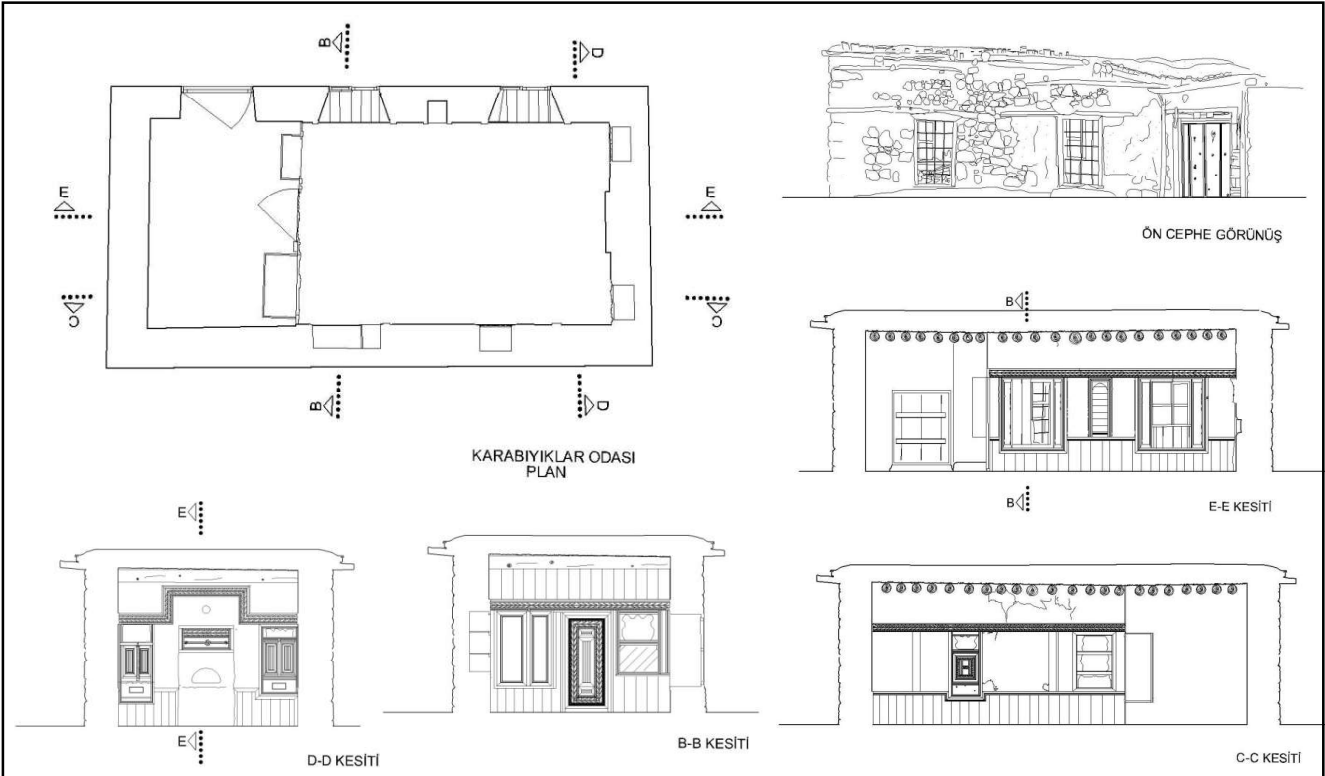 B
D
E
E
C
C
B
D
KARABIYIKLAR ODASI
PLAN
ÖN CEPHE GÖRÜNÜŞ
B
B
E-E KESİTİ
E
E
D-D KESİTİ
B-B KESİTİ
C-C KESİTİ